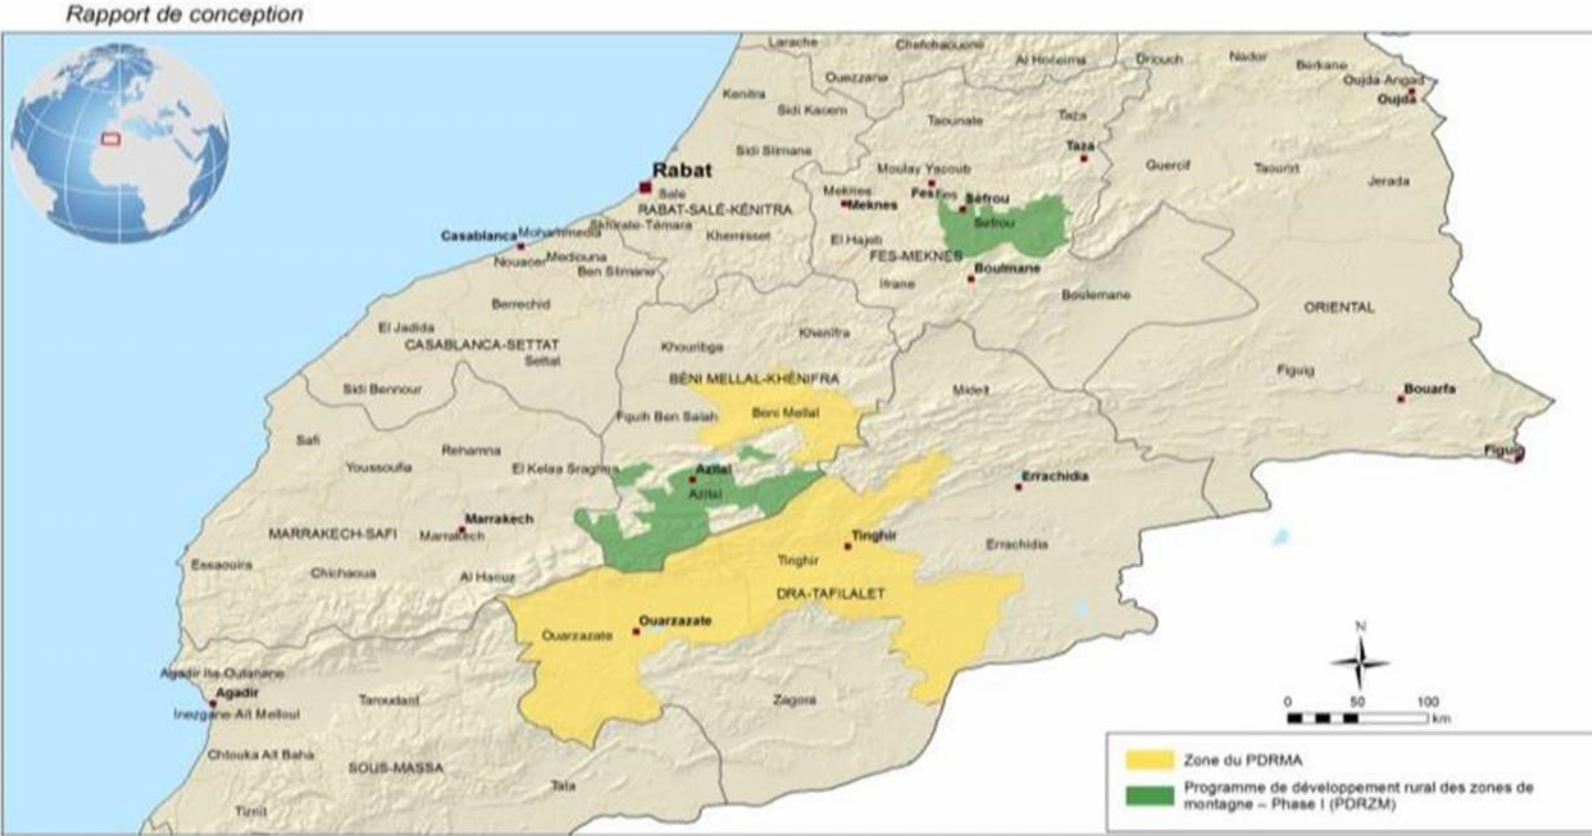 Rapport de conception
Larache
Chefchaouene
Al Hoceima
Driouch
Nador
Berkane
Ouezzane
Oujda Angad
Oujda
Kenitra
Sidi Kacem
Taounate
Taza
Taza
Sidi Slimane
Guercif
Taourirt
Jerada
Rabat
Sale
Moulay Yacoub
Meknes
Meknes
Fes
Fes
Sefrou
Sefrou
RABAT-SALÉ-KÉNITRA
Skhirate-Témara
Khemisset
Casablanca
Mohammedia
El Hajeb
FES-MEKNES
Nouacer
Mediouna
Ben Slimane
Boulmane
Ifrane
Boulemane
Berrechid
ORIENTAL
El Jadida
CASABLANCA-SETTAT
Settat
Khouribga
Khenifra
Figuig
BÉNI MELLAL-KHÉNIFRA
Sidi Bennour
Midelt
Bouarfa
Fquih Ben Salah
Beni Mellal
Safi
Rehamna
Youssoufia
El Kelaa Sraghna
Azilal
Azilal
Errachidia
Figuig
Marrakech
MARRAKECH-SAFI
Marrakech
Tinghir
Tinghir
Errachidia
Essaouira
Chichaoua
Al Haouz
DRA-TAFILALET
Ouarzazate
Ouarzazate
Agadir Ida Outanane
Agadir
Inezgane Ait Melloul
Taroudant
Zagora
Chtouka Ait Baha
SOUS-MASSA
Tata
Tiznit
N
0 50 100
km
Zone du PDRMA
Programme de développement rural des zones de
montagne – Phase I (PDRZM)